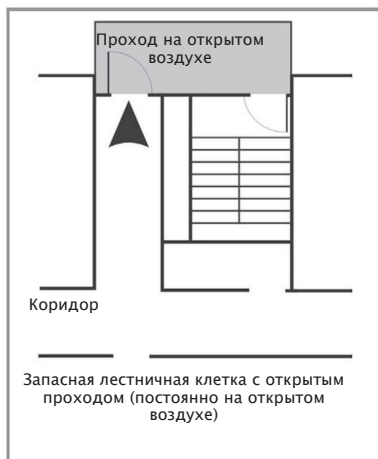 Проход на открытом
воздухе
Коридор
Запасная лестничная клетка с открытым
проходом (постоянно на открытом
воздухе)